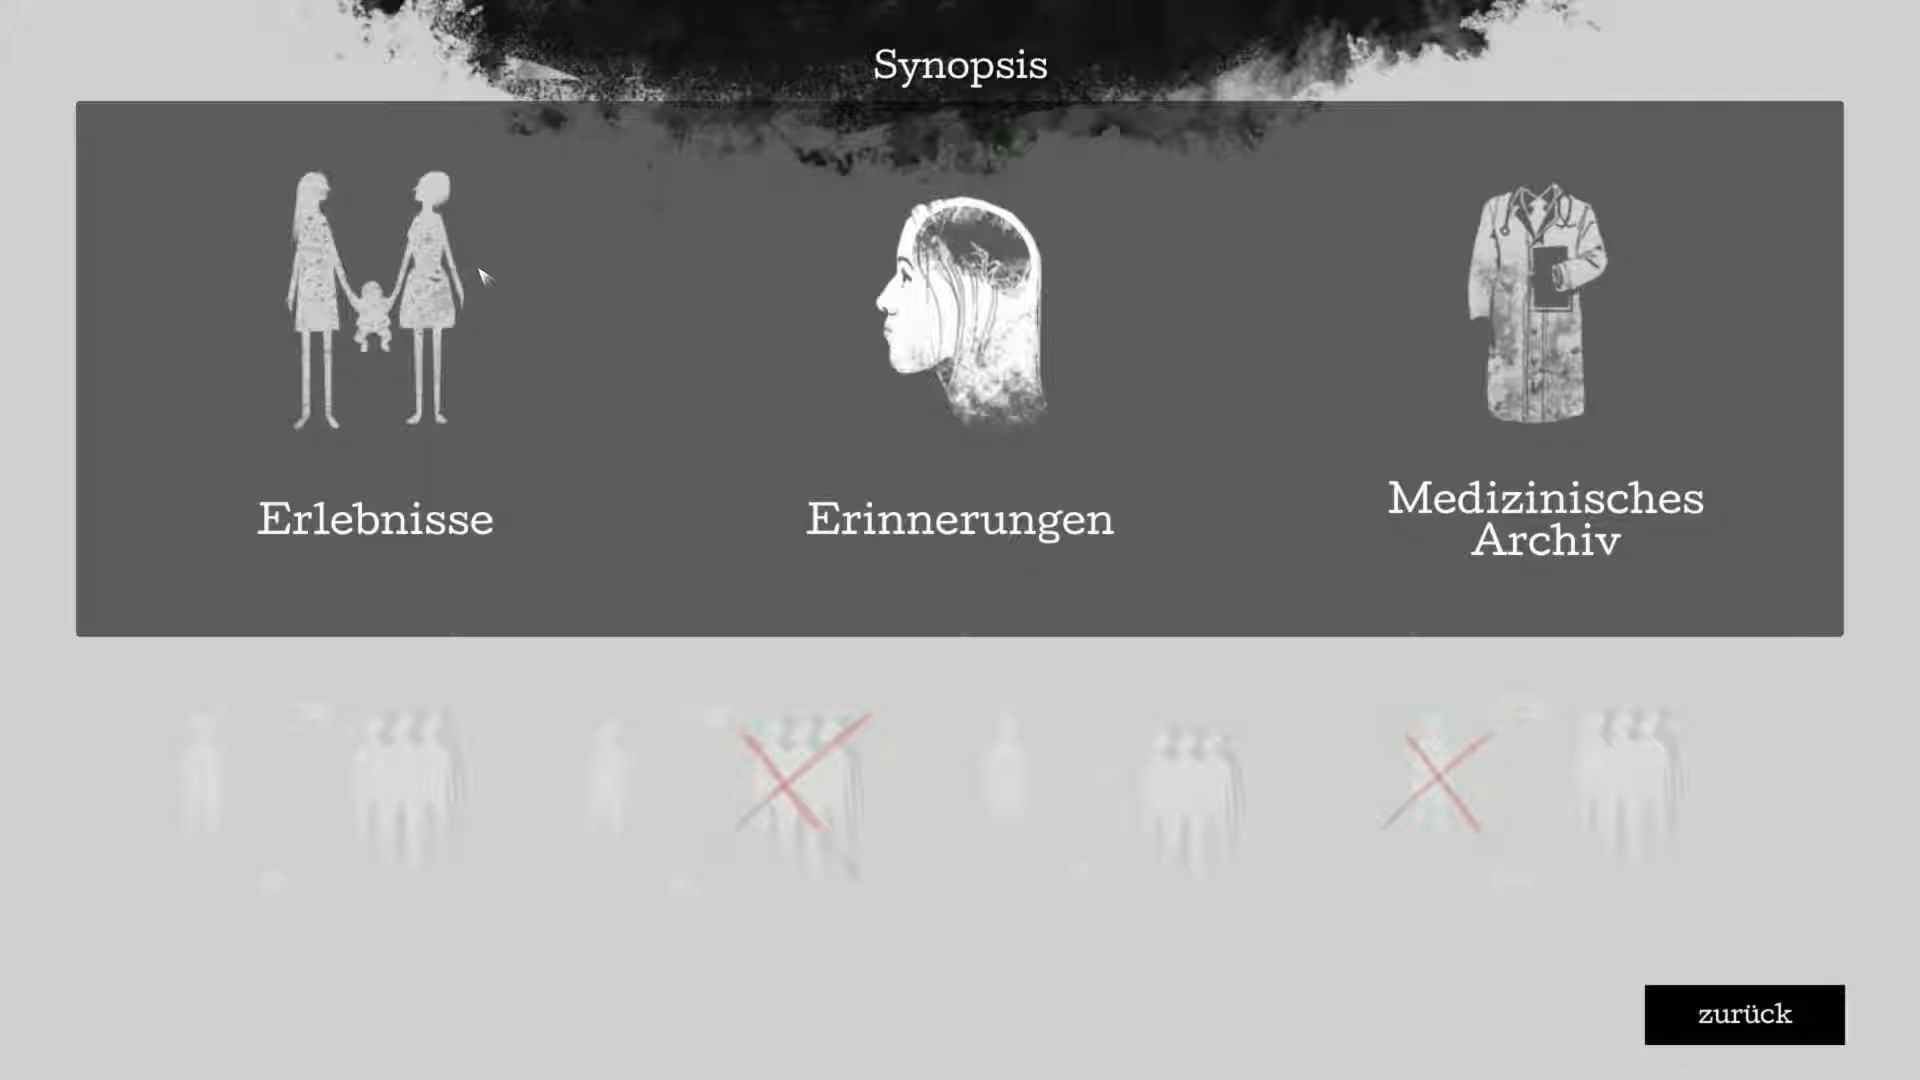 Synopsis
Erlebnisse
Erinnerungen
Medizinisches
Archiv
zurück